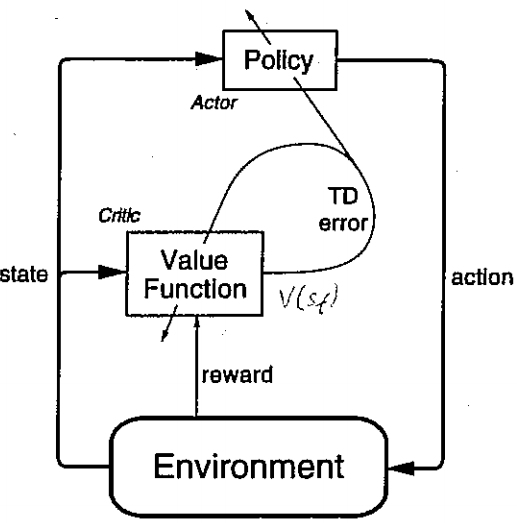 Policy
Actor
TD
error
Critic
Value
Function
state
V(st)
action
reward
Environment